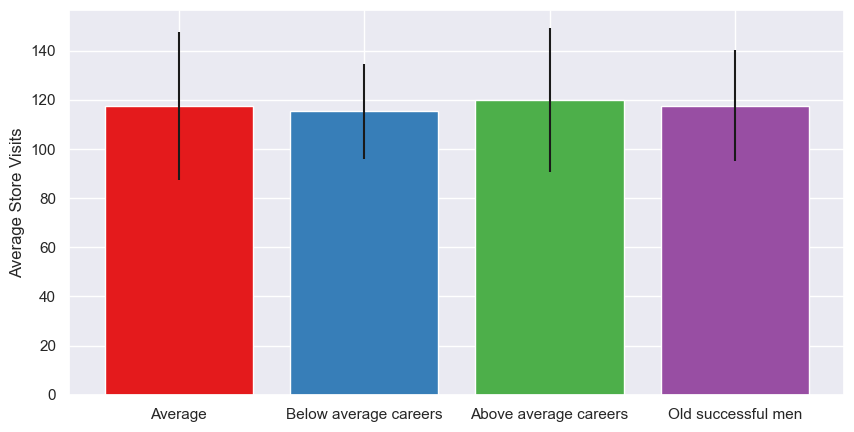 Average Store Visits
140
120
100
80
60
40
20
0
Average
Below average careers
Above average careers
Old successful men